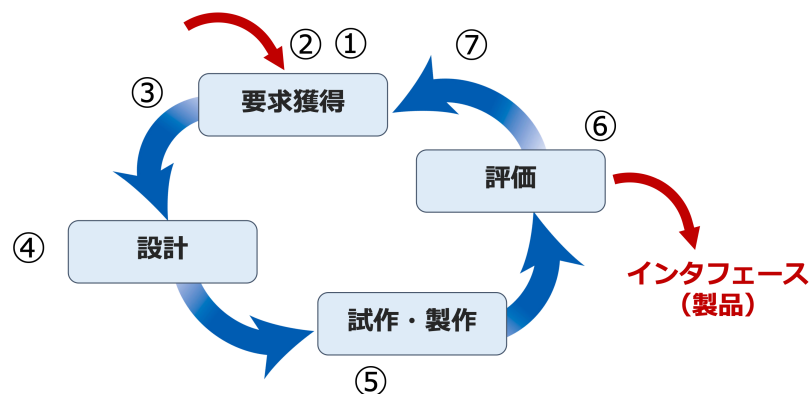 ② ① ⑦
③ 要求獲得
⑥
評価
④ 設計
インタフェース
（製品）
試作・製作
⑤